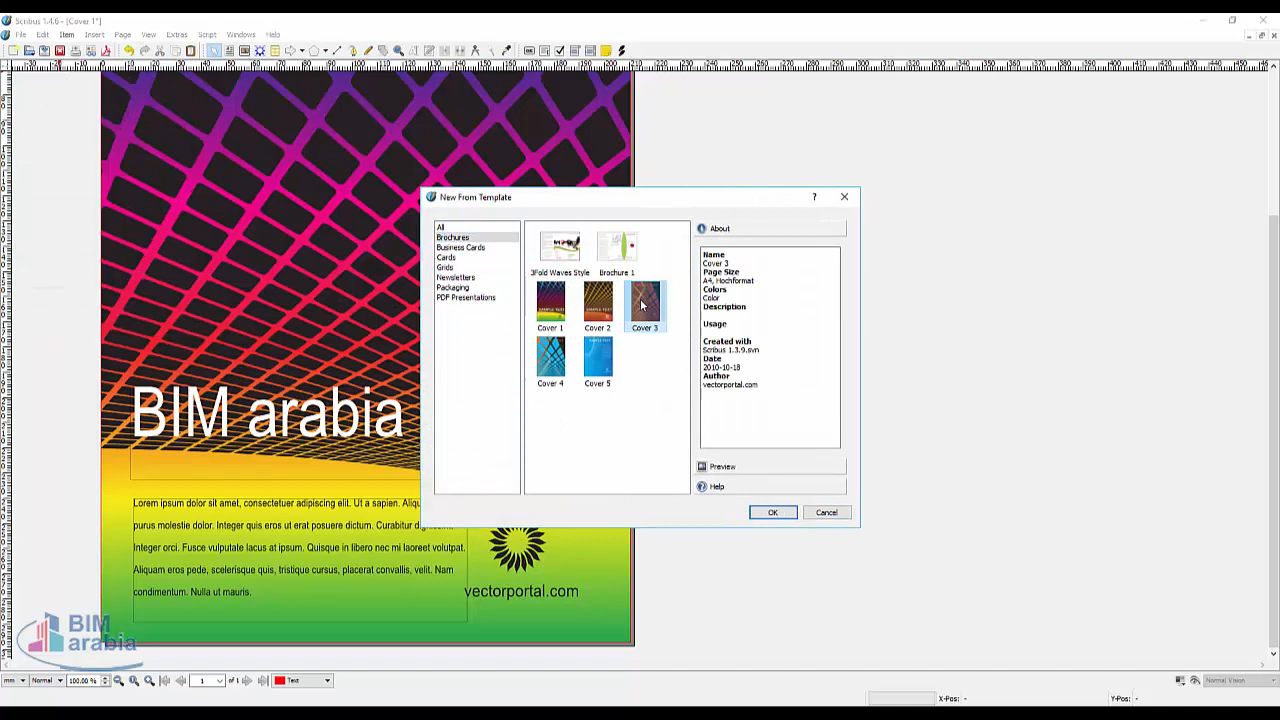 Scribus 1.4.6 - [Cover 1*]
File Edit Item Insert Page View Extras Script Windows Help
BIM arabia
Lorem ipsum dolor sit amet, consectetuer adipiscing elit. Ut a sapien. Aliqu
purus molestie dolor. Integer quis eros ut erat posuere dictum. Curabitur
Integer orci. Fusce vulputate lacus at ipsum. Quisque in libero nec mi laoreet volutpat.
Aliquam eros pede, scelerisque quis, tristique cursus, placerat convallis, velit. Nam
condimentum. Nulla ut mauris.
vectorportal.com
New From Template
?
All
Brochures
Business Cards
Cards
Grids
Newsletters
Packaging
PDF Presentations
3Fold Waves Style Brochure 1
Cover 1 Cover 2 Cover 3
Cover 4 Cover 5
About
Name
Cover 3
Page Size
A4, Hochformat
Colors
Color
Description
Usage
Created with
Scribus 1.3.9.svn
Date
2010-10-18
Author
vectorportal.com
Preview
Help
OK Cancel
BIM
arabia
mm Normal 100.00 % 1 of 1 Text Normal Vision
X-Pos: - Y-Pos: -